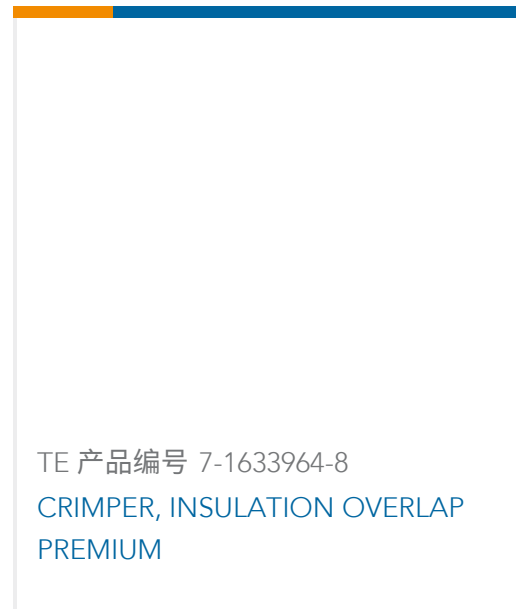 TE 产品编号 7-1633964-8
CRIMPER, INSULATION OVERLAP
PREMIUM